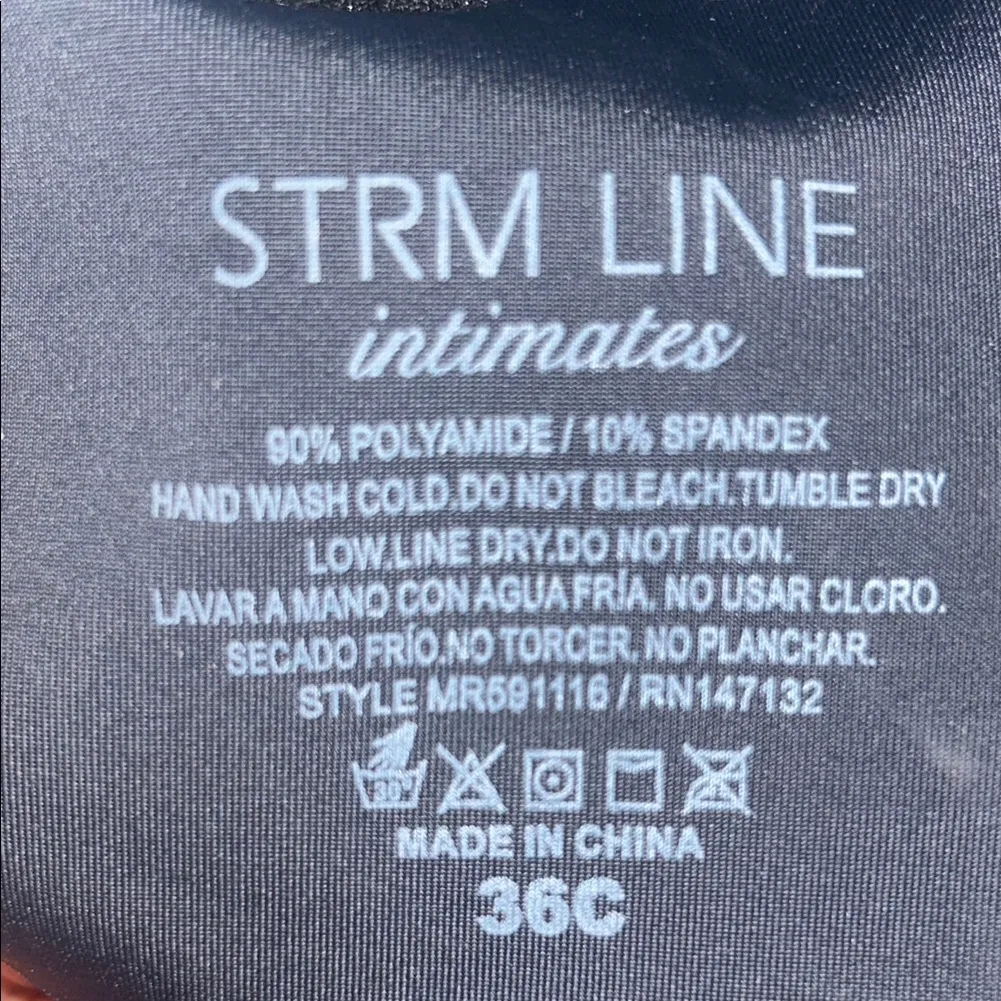 STRM LINE
intimates
90% POLYAMIDE / 10% SPANDEX
HAND WASH COLD.DO NOT BLEACH.TUMBLE DRY
LOW.LINE DRY.DO NOT IRON.
LAVAR.A MANO CON AGUA FRÍA. NO USAR CLORO.
SECADO FRÍO.NO TORCER. NO PLANCHAR.
STYLE MR591116 / RN147132
30
MADE IN CHINA
36C